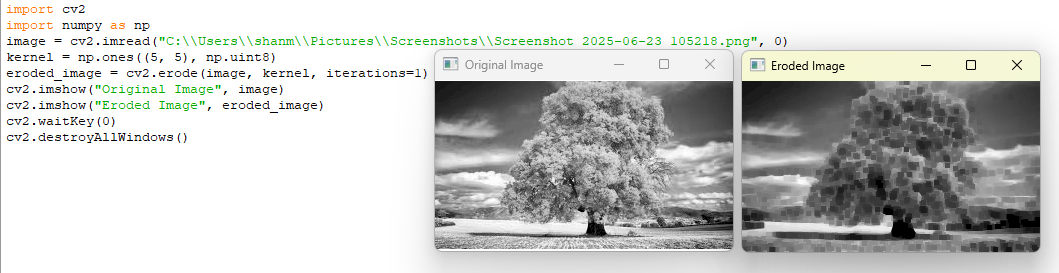 import cv2
import numpy as np
image = cv2.imread("C:\\Users\\shanm\\Pictures\\Screenshots\\Screenshot 2025-06-23 105218.png", 0)
kernel = np.ones((5, 5), np.uint8)
eroded_image = cv2.erode(image, kernel, iterations=1)
cv2.imshow("Original Image", image)
cv2.imshow("Eroded Image", eroded_image)
cv2.waitKey(0)
cv2.destroyAllWindows()
Original Image
Eroded Image